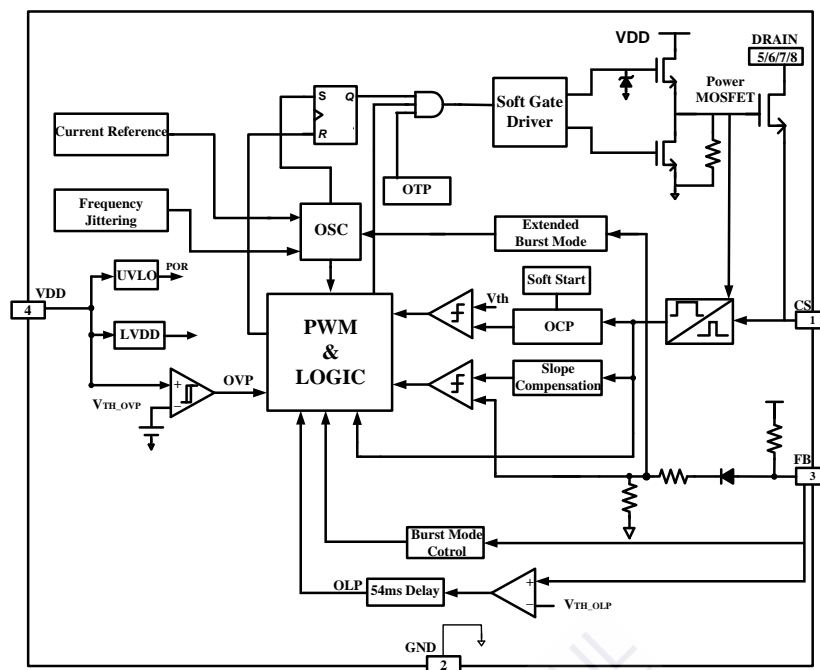 VDD
DRAIN
5/6/7/8
Power
MOSFET
S
Q
R
Soft Gate
Driver
Current Reference
OTP
Frequency
Jittering
OSC
Extended
Burst Mode
UVLO
POR
VDD
4
LVDD
PWM
&
LOGIC
Vth
Soft Start
OCP
CS
1
OVP
VTH_OVP
+
−
Slope
Compensation
FB
3
Burst Mode
Cotrol
OLP
54ms Delay
+
−
VTH_OLP
GND
2